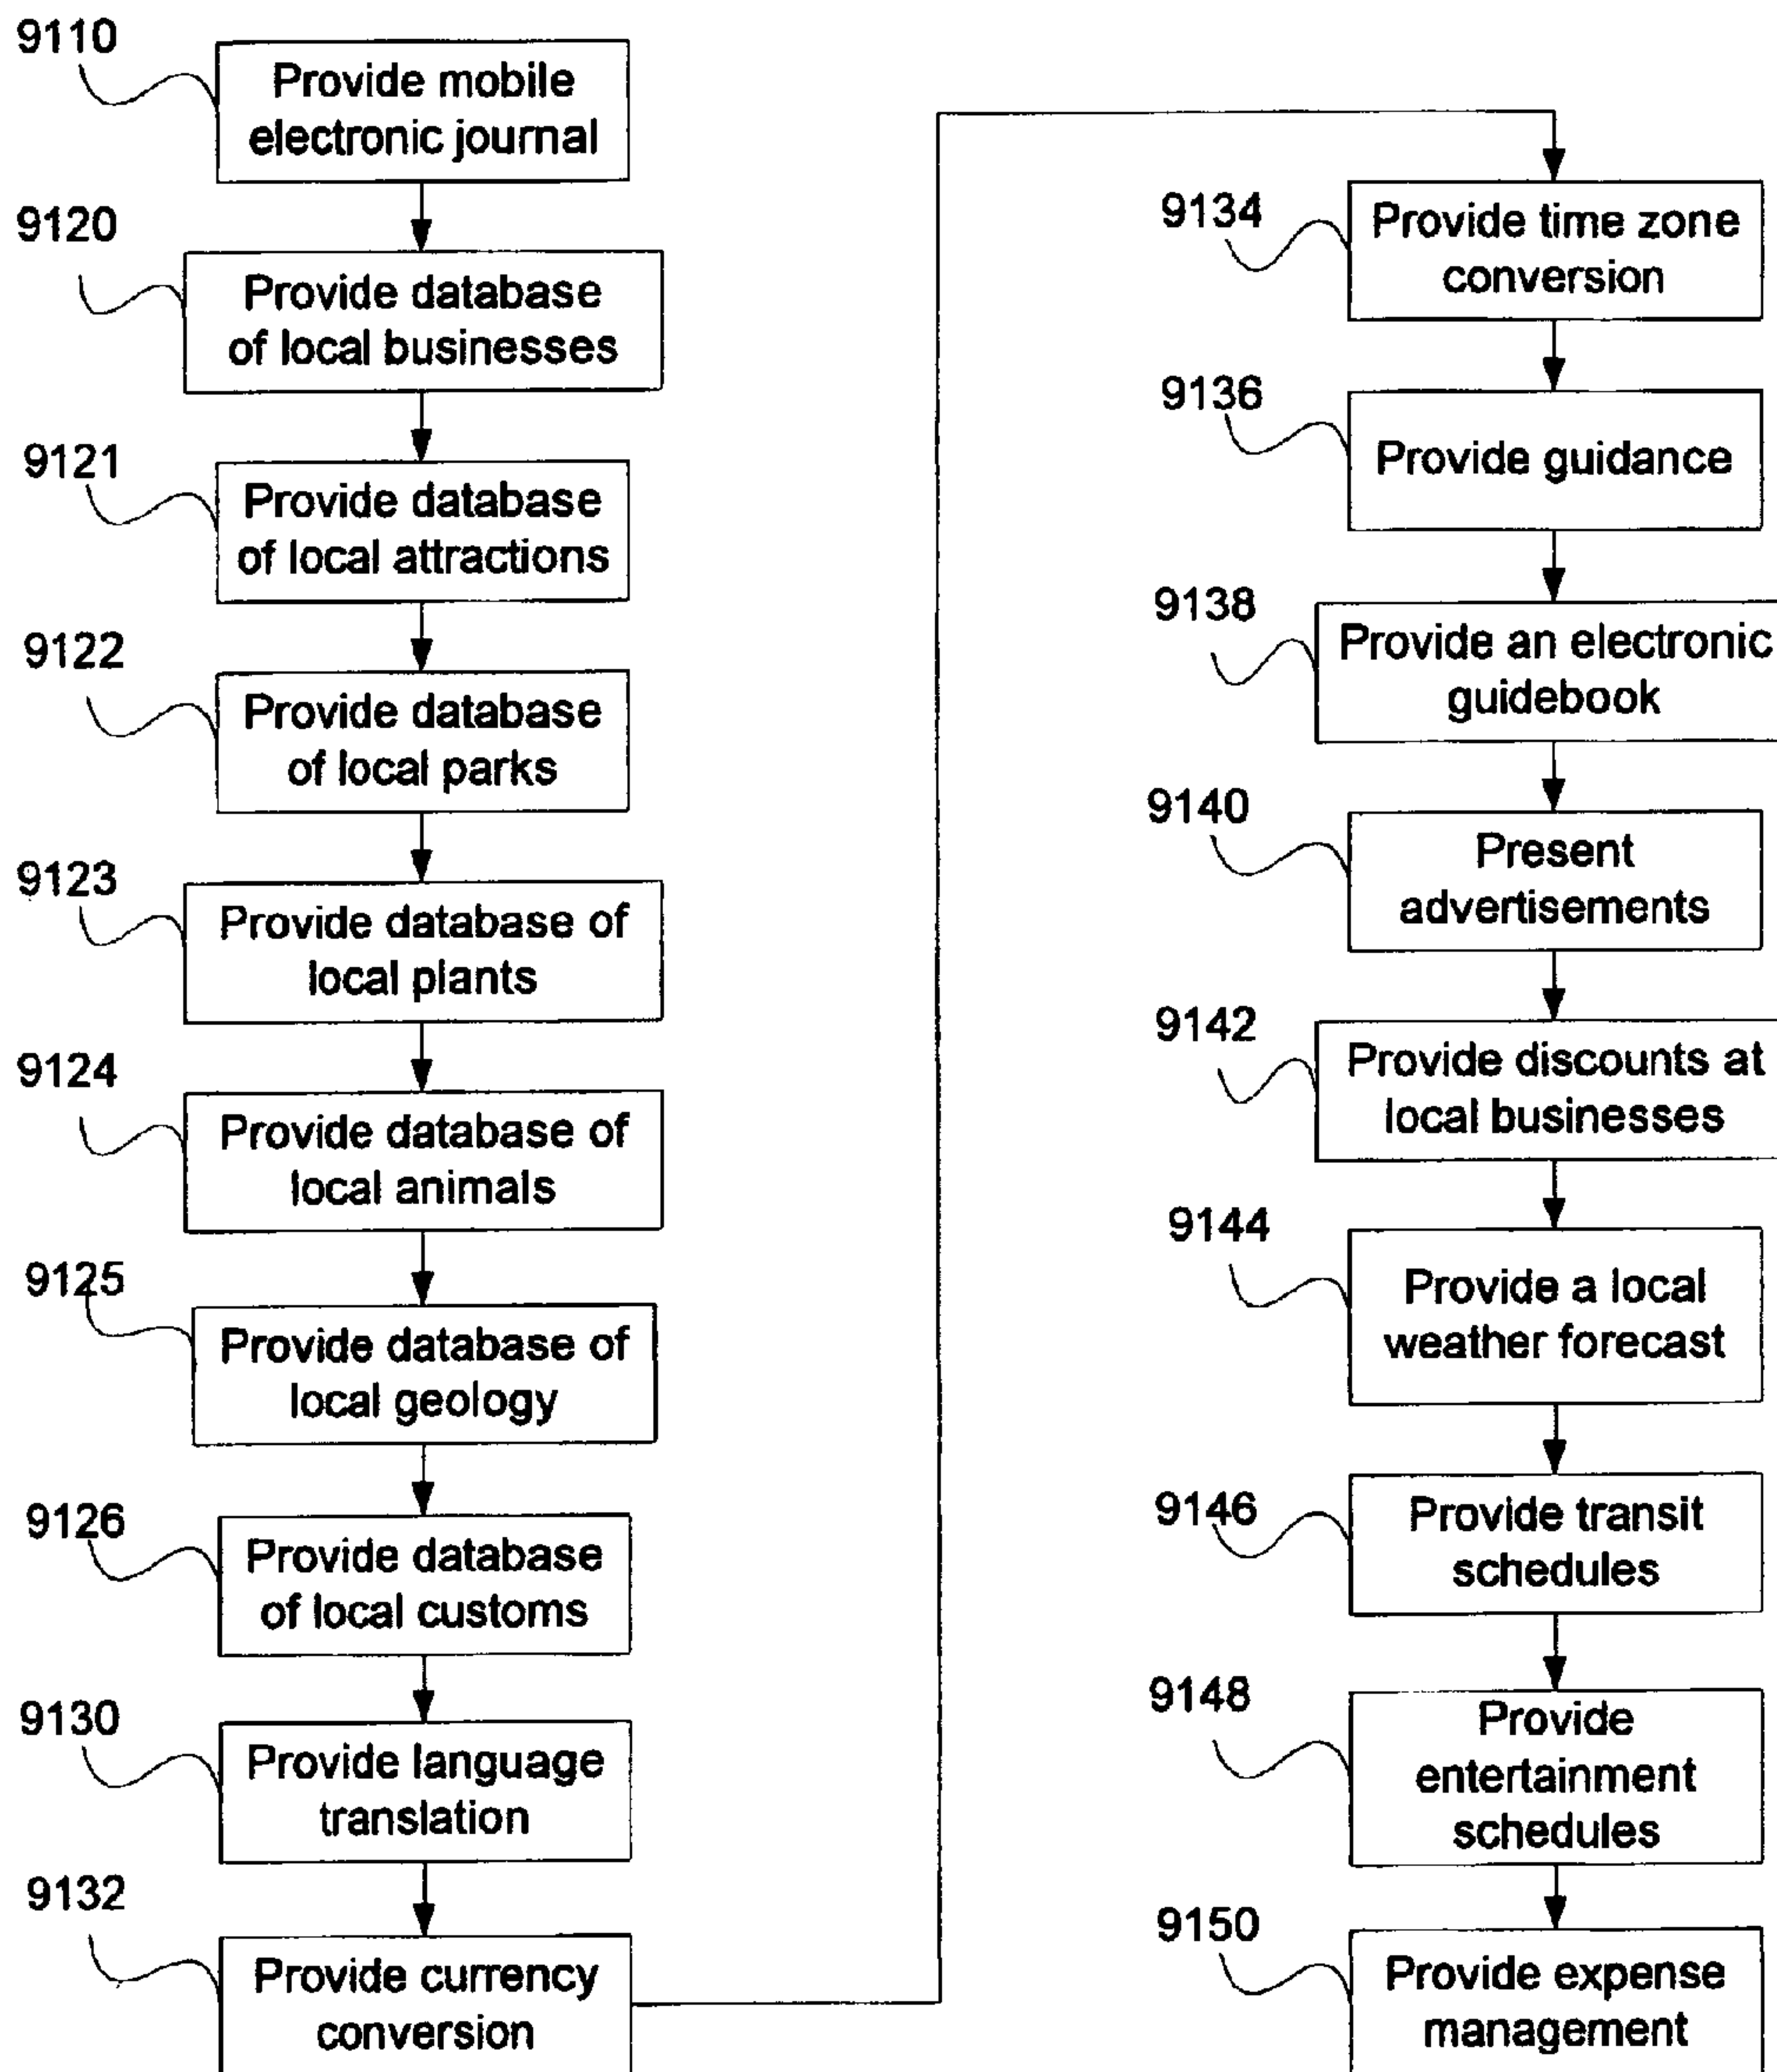 9110
Provide mobile
electronic journal
9120
Provide database
of local businesses
9121
Provide database
of local attractions
9122
Provide database
of local parks
9123
Provide database of
local plants
9124
Provide database of
local animals
9125
Provide database of
local geology
9126
Provide database
of local customs
9130
Provide language
translation
9132
Provide currency
conversion
9134
Provide time zone
conversion
9136
Provide guidance
9138
Provide an electronic
guidebook
9140
Present
advertisements
9142
Provide discounts at
local businesses
9144
Provide a local
weather forecast
9146
Provide transit
schedules
9148
Provide
entertainment
schedules
9150
Provide expense
management